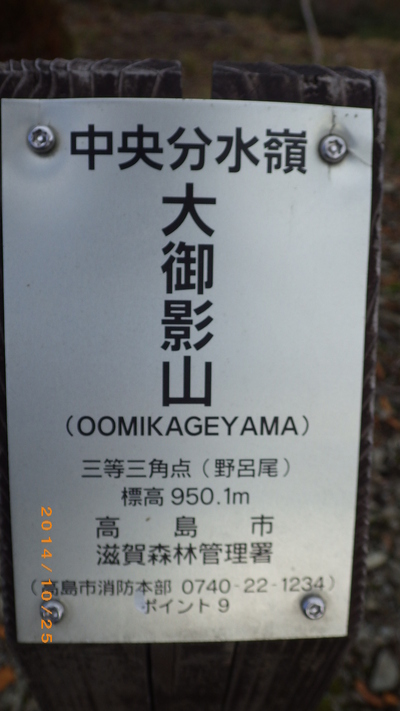 中央分水嶺
大御影山
（OOMIKAGEYAMA）
三等三角点（野呂尾）
標高 950.1m
高島市
滋賀森林管理署
（高島市消防本部 0740-22-1234）
ポイント 9
2014/10/25